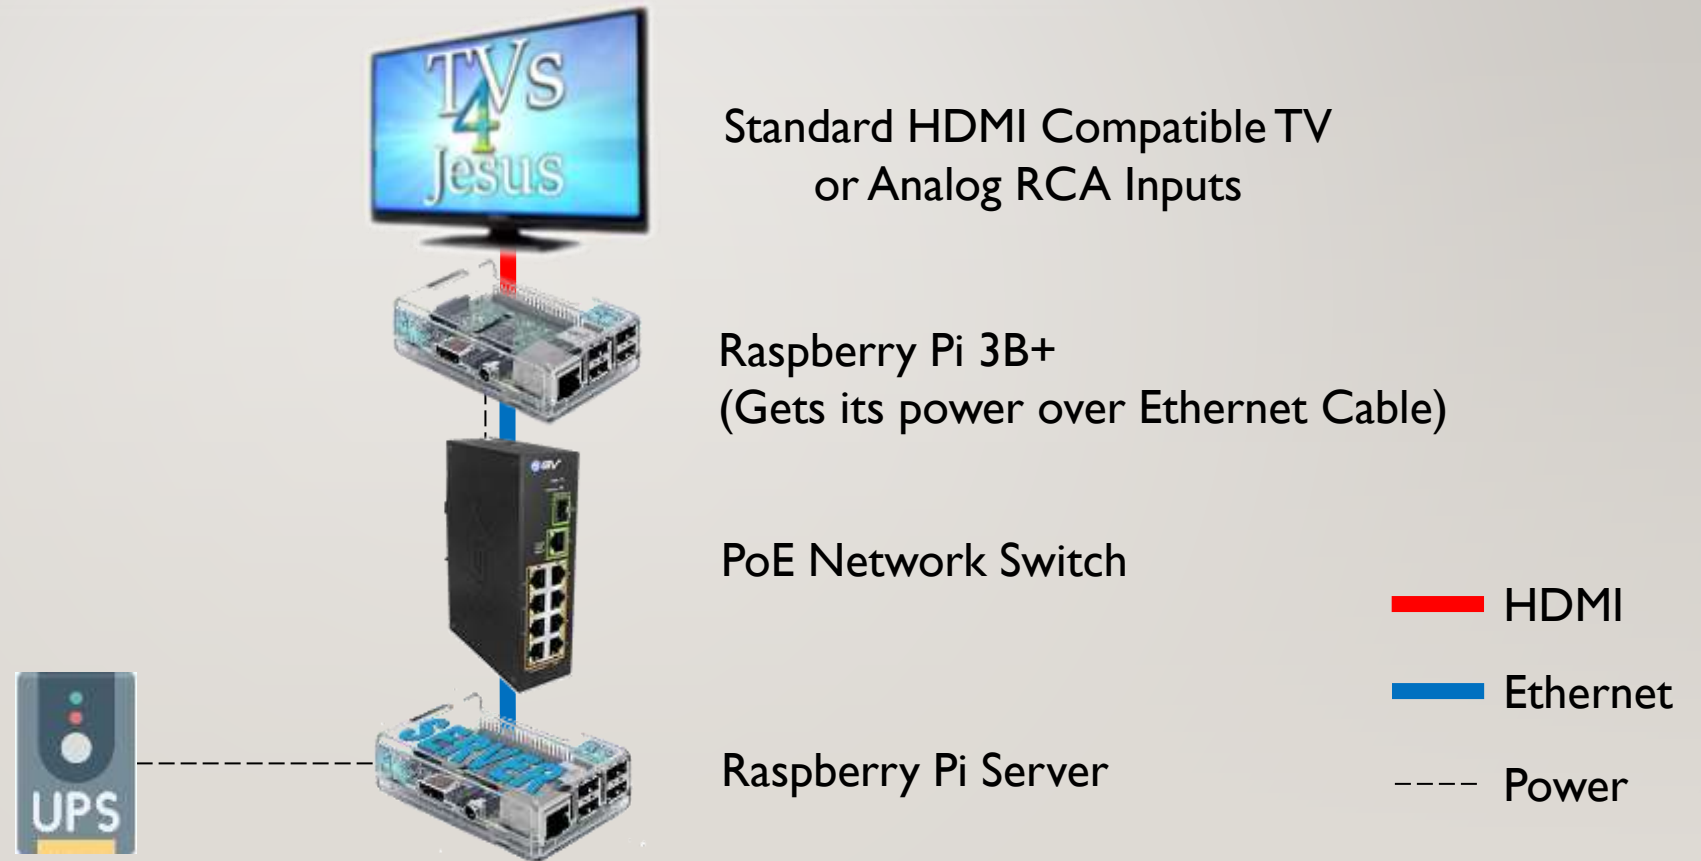 TVs
4
Jesus
Standard HDMI Compatible TV
or Analog RCA Inputs
Raspberry Pi 3B+
(Gets its power over Ethernet Cable)
PoE Network Switch
HDMI
Ethernet
SERVER
Raspberry Pi Server
Power
UPS